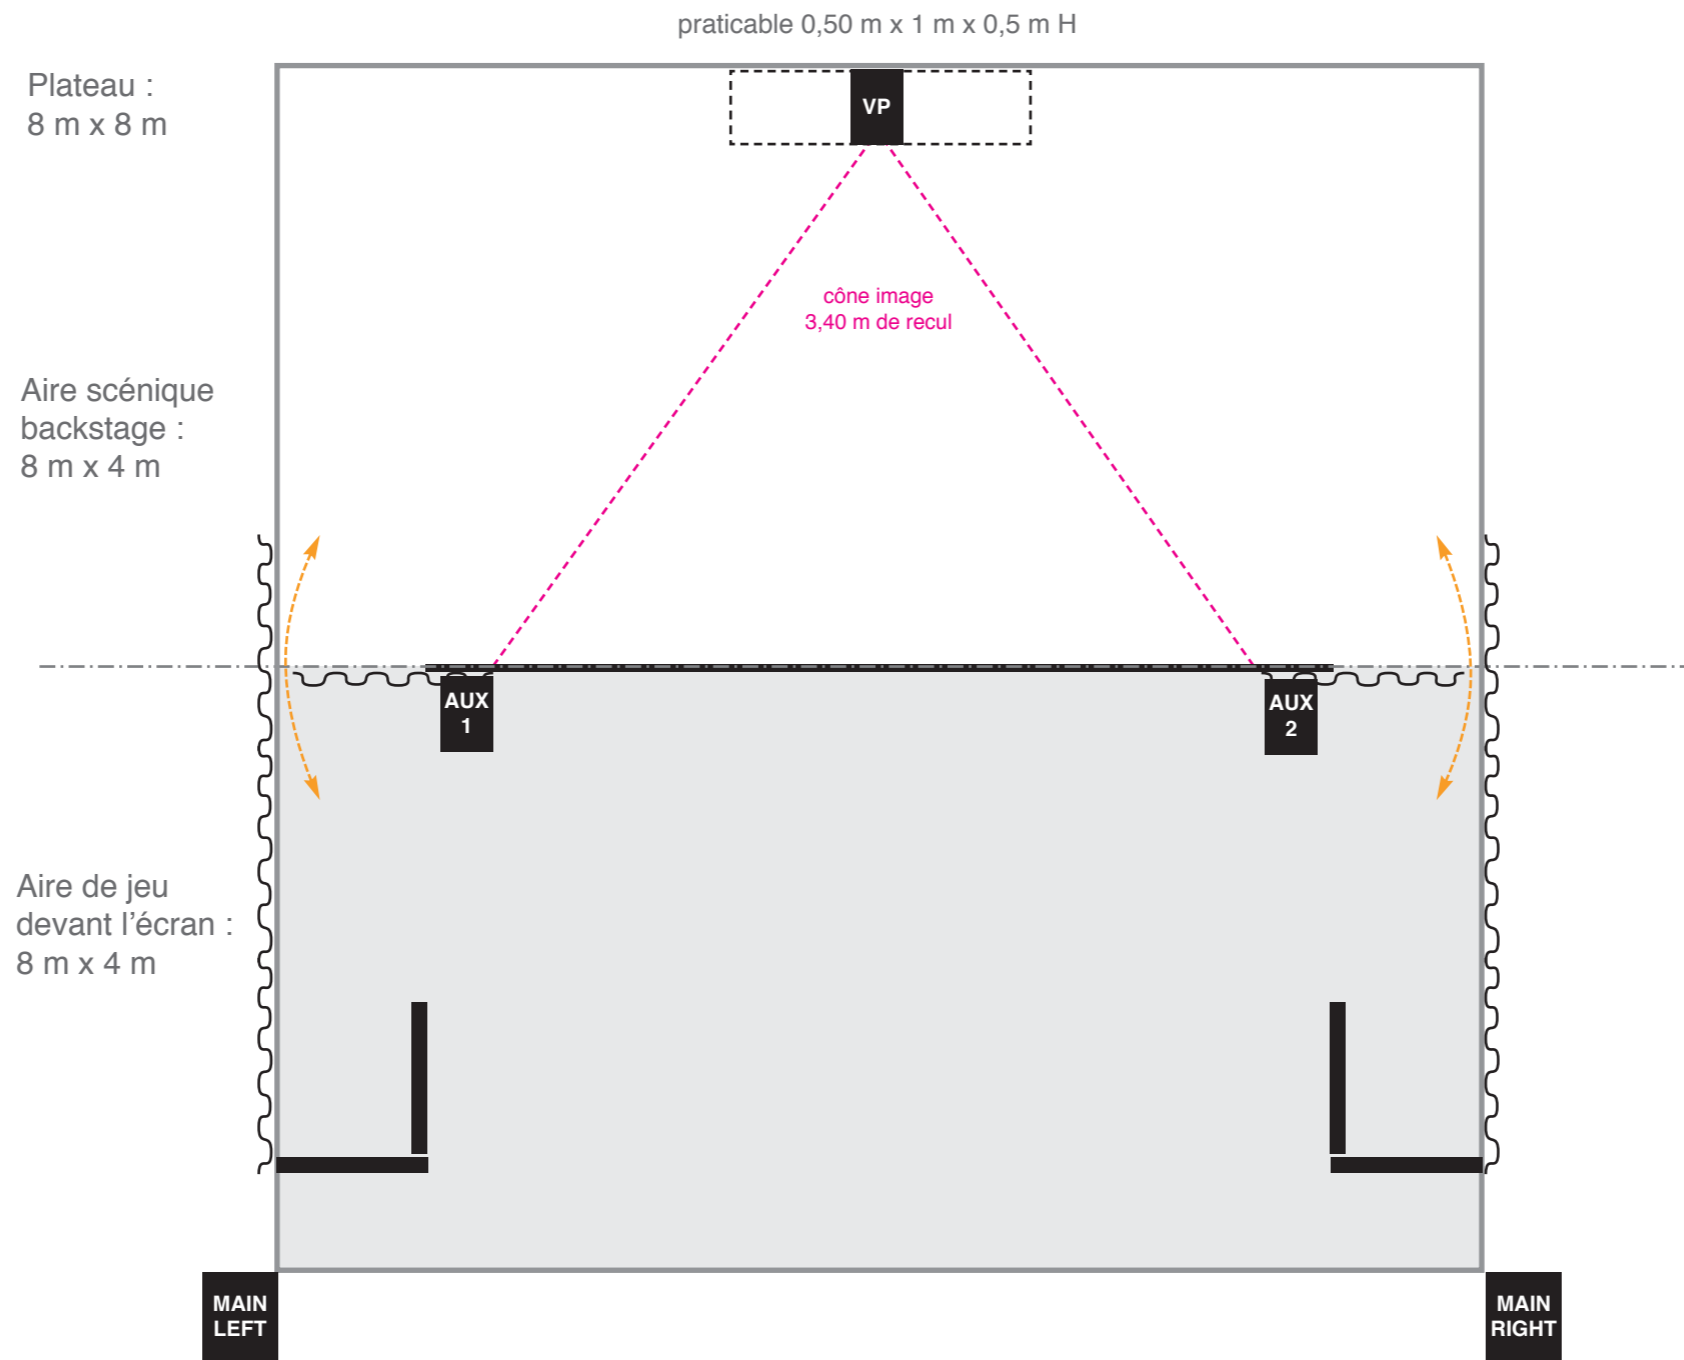 praticable 0,50 m x 1 m x 0,5 m H
Plateau :
8 m x 8 m
VP
cône image
3,40 m de recul
Aire scénique
backstage :
8 m x 4 m
AUX
1
AUX
2
Aire de jeu
devant l’écran :
8 m x 4 m
MAIN
LEFT
MAIN
RIGHT